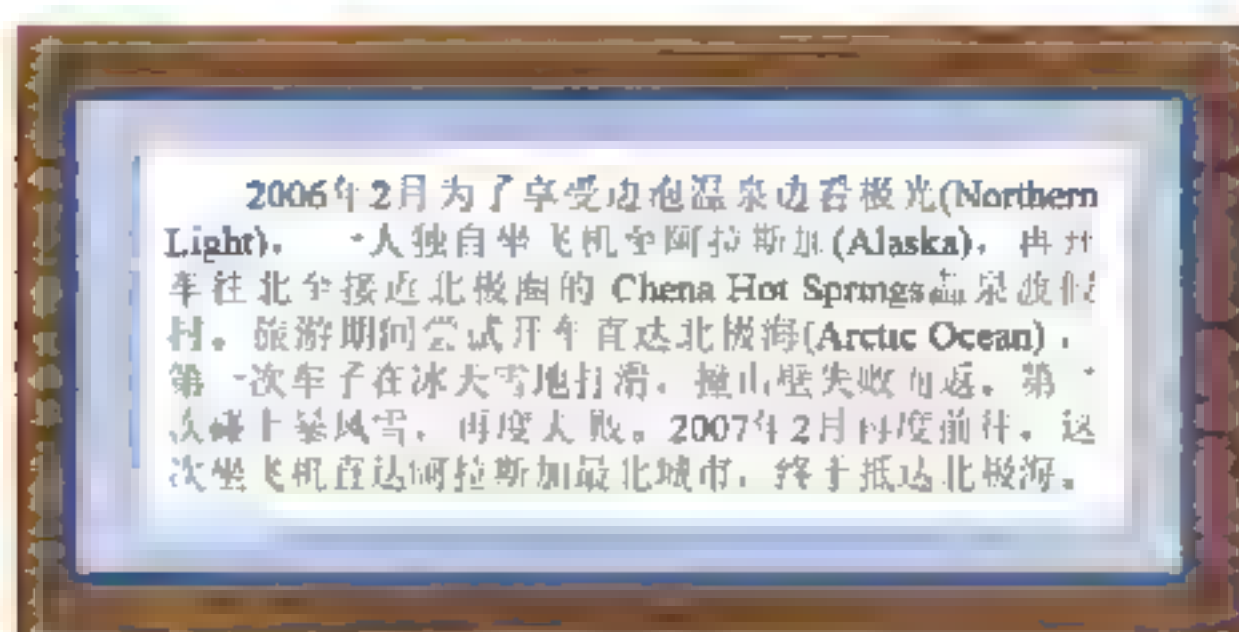 2006年2月为了享受边泡温泉边看极光(Northern
Light)，一人独自坐飞机至阿拉斯加(Alaska)，再开
车往北至接近北极圈的 Chena Hot Springs温泉渡假
村。旅游期间尝试开车直达北极海(Arctic Ocean)，
第一次车子在冰天雪地打滑，撞山壁失败而返。第二
次碰上暴风雪，再度失败。2007年2月再度前往，这
次坐飞机直达阿拉斯加最北城市，终于抵达北极海。